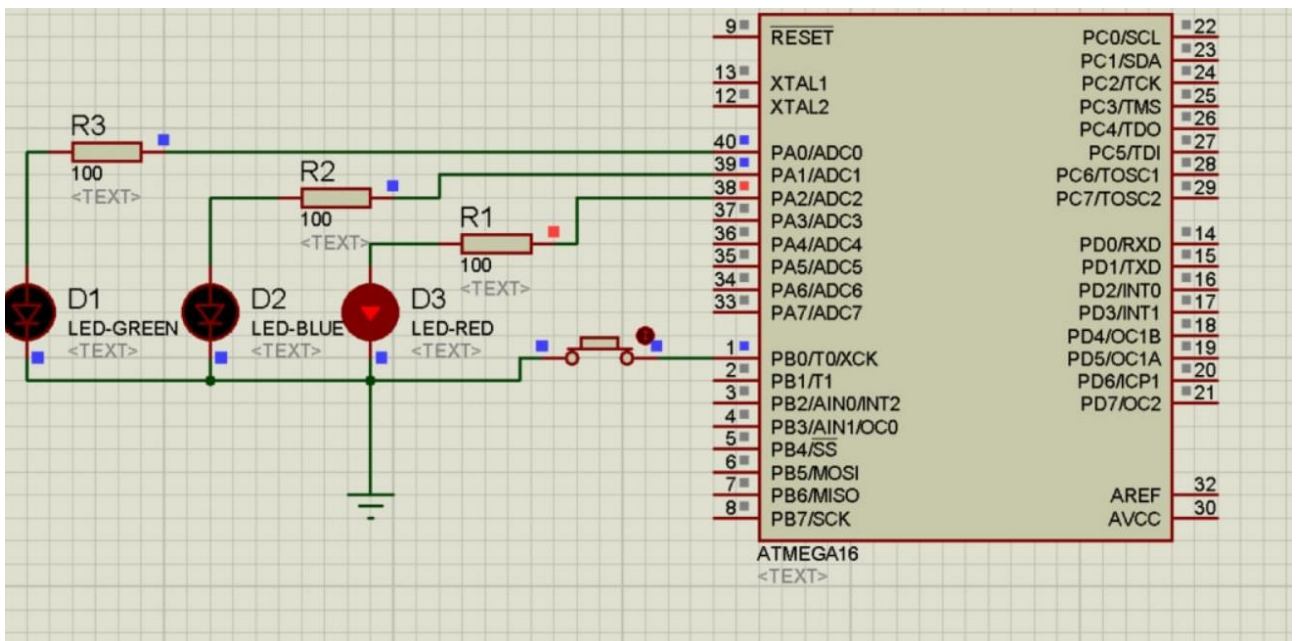 R3
100
<TEXT>
R2
100
<TEXT>
R1
100
<TEXT>
D1
LED-GREEN
<TEXT>
D2
LED-BLUE
<TEXT>
D3
LED-RED
<TEXT>
9 RESET
13 XTAL1
12 XTAL2
40 PA0/ADC0
39 PA1/ADC1
38 PA2/ADC2
37 PA3/ADC3
36 PA4/ADC4
35 PA5/ADC5
34 PA6/ADC6
33 PA7/ADC7
1 PB0/T0/XCK
2 PB1/T1
3 PB2/AIN0/INT2
4 PB3/AIN1/OC0
5 PB4/SS
6 PB5/MOSI
7 PB6/MISO
8 PB7/SCK
PC0/SCL 22
PC1/SDA 23
PC2/TCK 24
PC3/TMS 25
PC4/TDO 26
PC5/TDI 27
PC6/TOSC1 28
PC7/TOSC2 29
PD0/RXD 14
PD1/TXD 15
PD2/INT0 16
PD3/INT1 17
PD4/OC1B 18
PD5/OC1A 19
PD6/ICP1 20
PD7/OC2 21
AREF 32
AVCC 30
ATMEGA16
<TEXT>